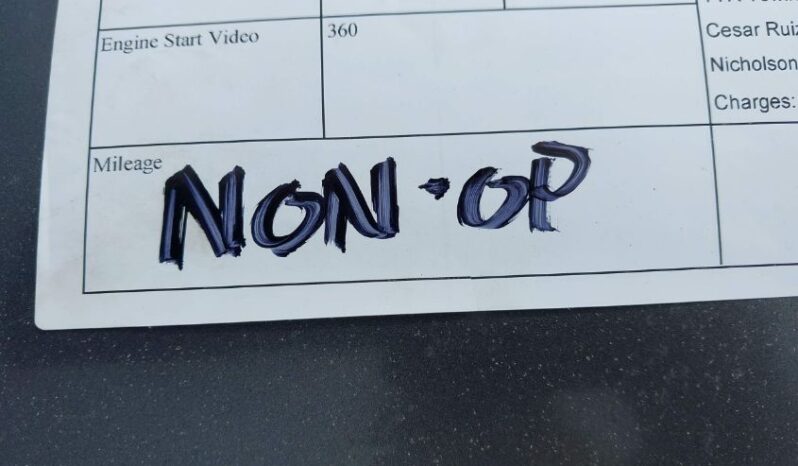 Engine Start Video
360
Cesar Ruiz
Nicholson
Charges:
Mileage
NON-OP